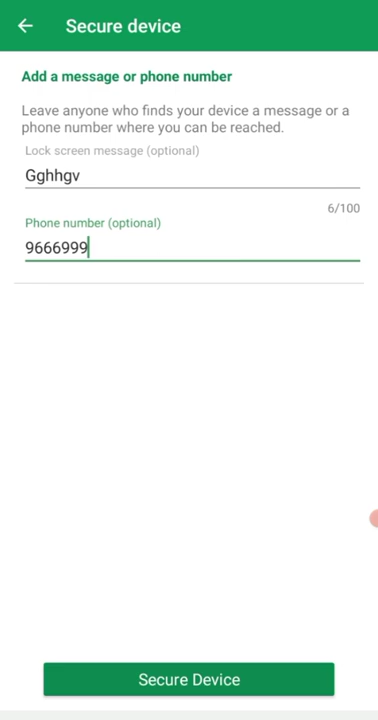 Secure device
Add a message or phone number
Leave anyone who finds your device a message or a
phone number where you can be reached.
Lock screen message (optional)
Gghhgv
6/100
Phone number (optional)
9666999
Secure Device